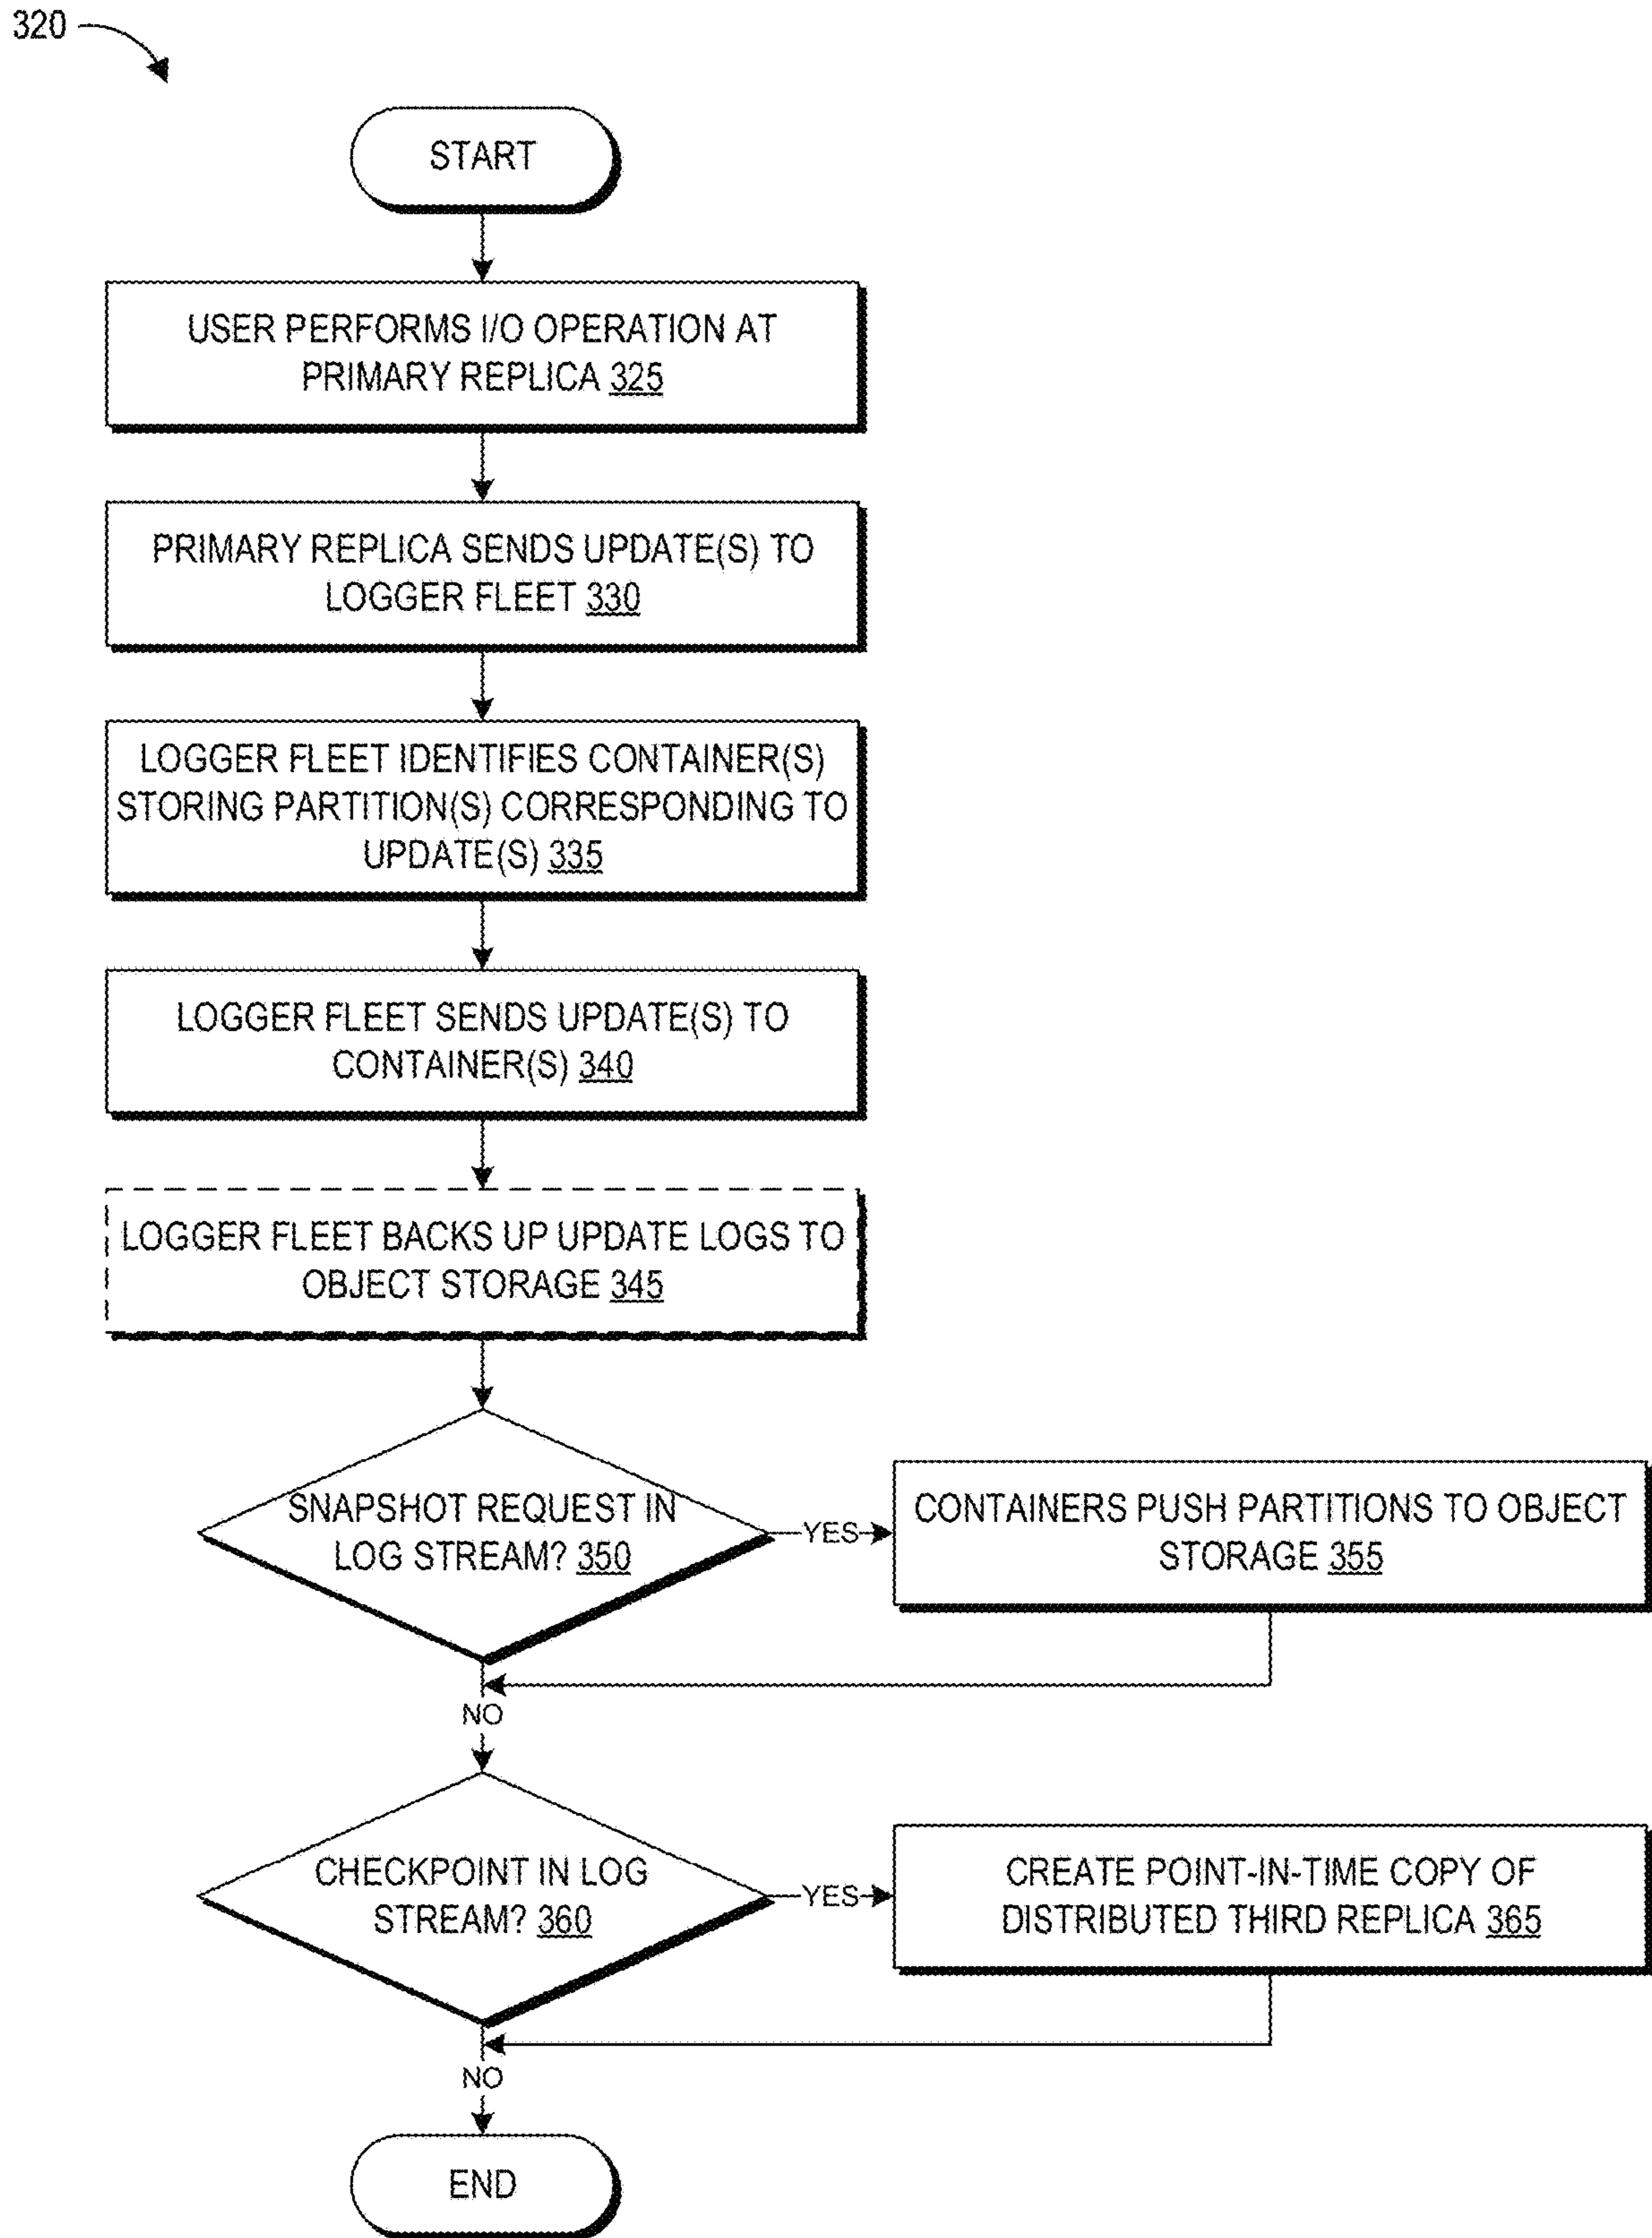 320
START
USER PERFORMS I/O OPERATION AT
PRIMARY REPLICA 325
PRIMARY REPLICA SENDS UPDATE(S) TO
LOGGER FLEET 330
LOGGER FLEET IDENTIFIES CONTAINER(S)
STORING PARTITION(S) CORRESPONDING TO
UPDATE(S) 335
LOGGER FLEET SENDS UPDATE(S) TO
CONTAINER(S) 340
LOGGER FLEET BACKS UP UPDATE LOGS TO
OBJECT STORAGE 345
SNAPSHOT REQUEST IN
LOG STREAM? 350
YES
CONTAINERS PUSH PARTITIONS TO OBJECT
STORAGE 355
NO
CHECKPOINT IN LOG
STREAM? 360
YES
CREATE POINT-IN-TIME COPY OF
DISTRIBUTED THIRD REPLICA 365
NO
END